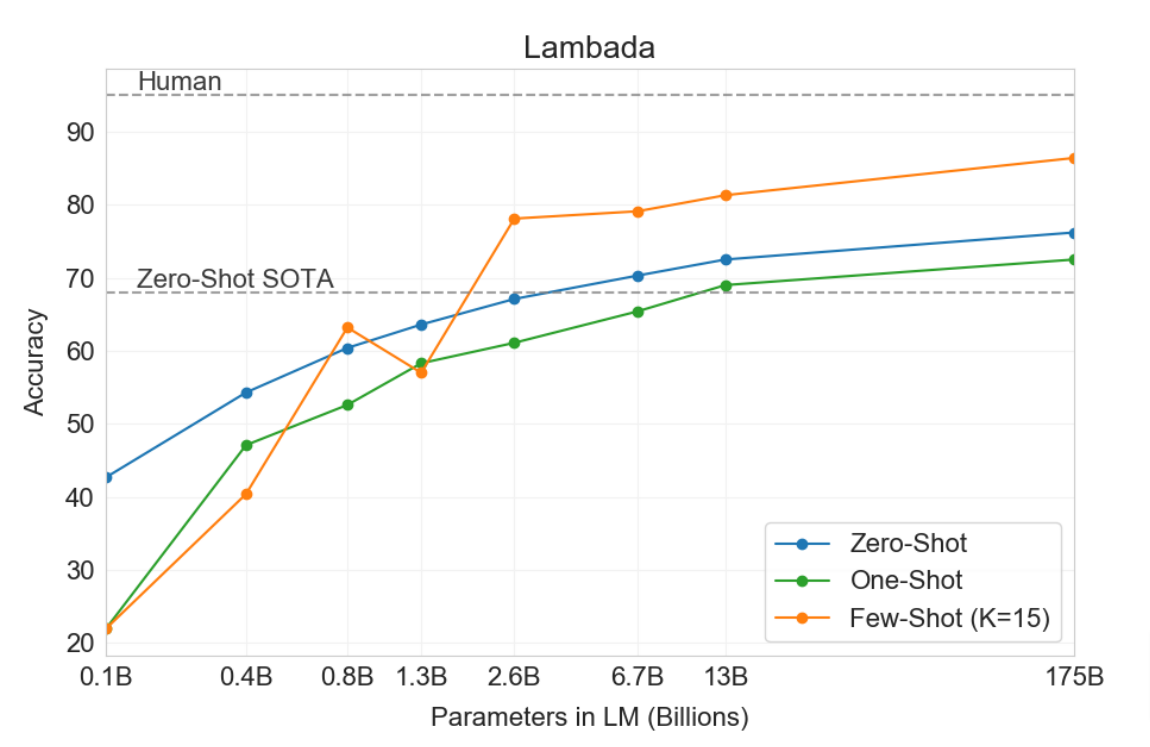 Lambada
Human
90
80
70
Zero-Shot SOTA
60
50
40
30
20
Accuracy
Zero-Shot
One-Shot
Few-Shot (K=15)
0.1B 0.4B 0.8B 1.3B 2.6B 6.7B 13B 175B
Parameters in LM (Billions)